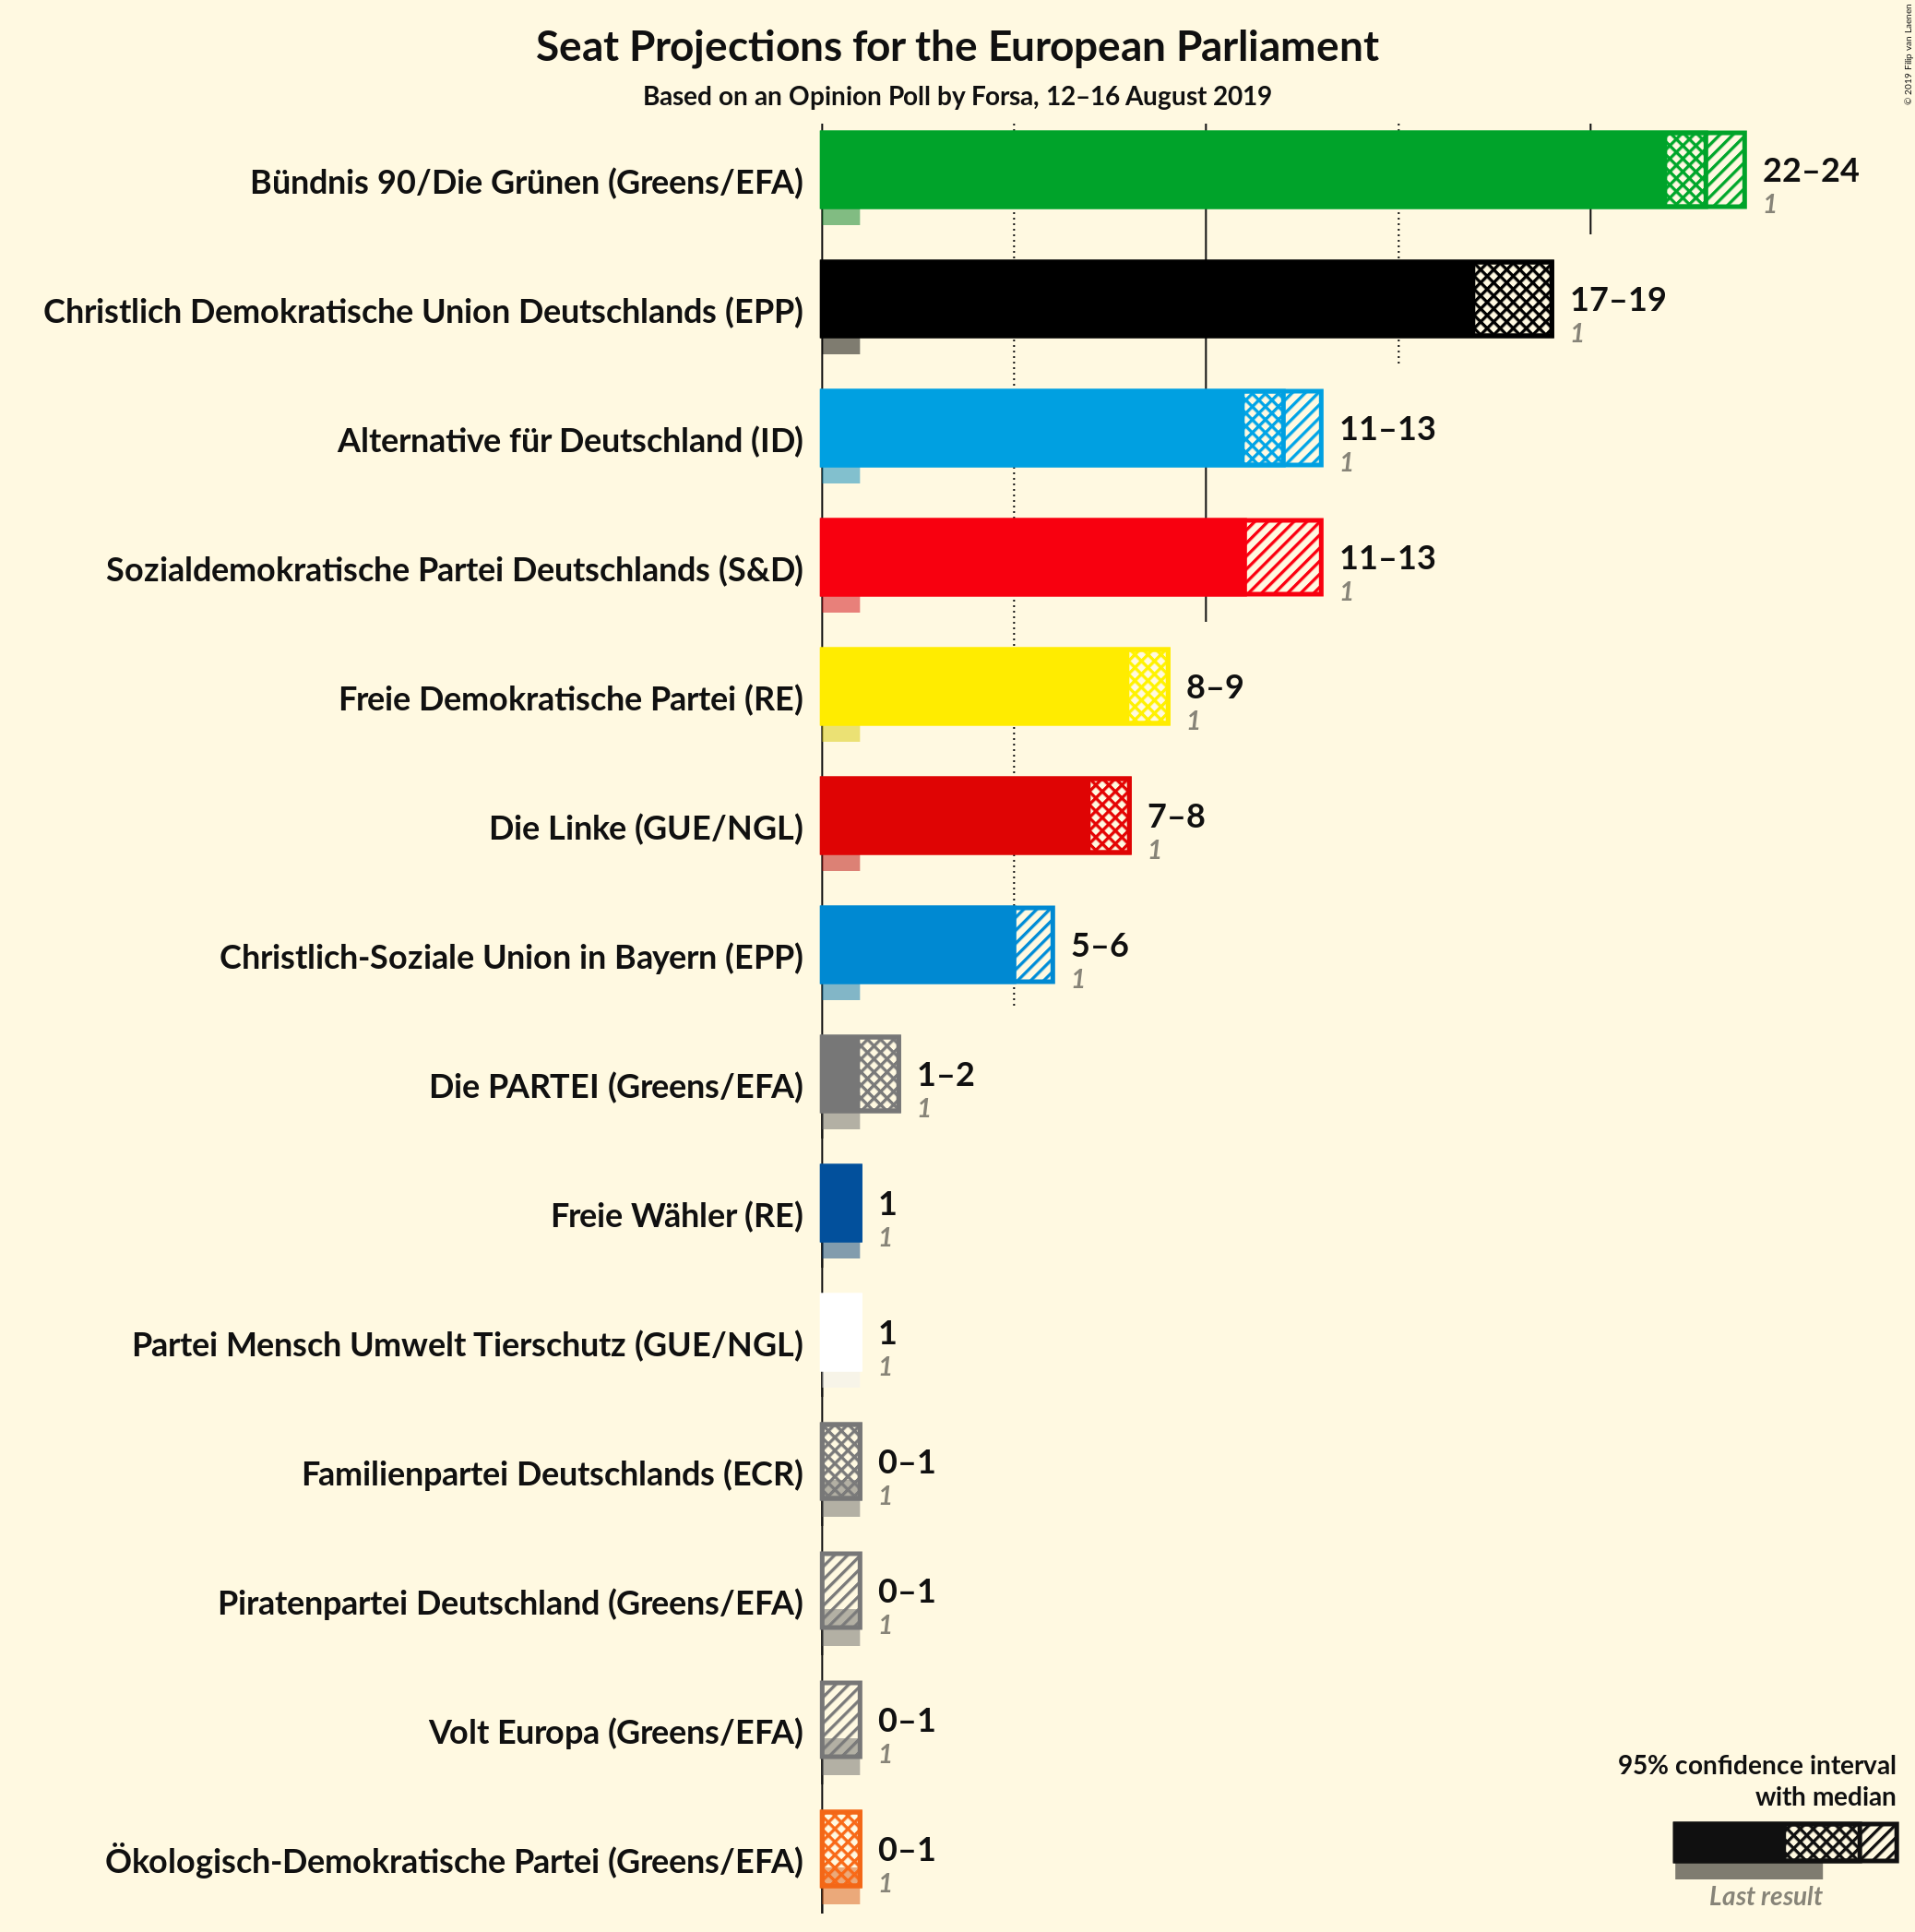 Seat Projections for the European Parliament
Based on an Opinion Poll by Forsa, 12–16 August 2019
© 2019 Filip van Laenen
Bündnis 90/Die Grünen (Greens/EFA)
22–24
1
Christlich Demokratische Union Deutschlands (EPP)
17–19
1
Alternative für Deutschland (ID)
11–13
1
Sozialdemokratische Partei Deutschlands (S&D)
11–13
1
Freie Demokratische Partei (RE)
8–9
1
Die Linke (GUE/NGL)
7–8
1
Christlich-Soziale Union in Bayern (EPP)
5–6
1
Die PARTEI (Greens/EFA)
1–2
1
Freie Wähler (RE)
1
1
Partei Mensch Umwelt Tierschutz (GUE/NGL)
1
1
Familienpartei Deutschlands (ECR)
0–1
1
Piratenpartei Deutschland (Greens/EFA)
0–1
1
Volt Europa (Greens/EFA)
0–1
1
Ökologisch-Demokratische Partei (Greens/EFA)
0–1
1
95% confidence interval
with median
Last result